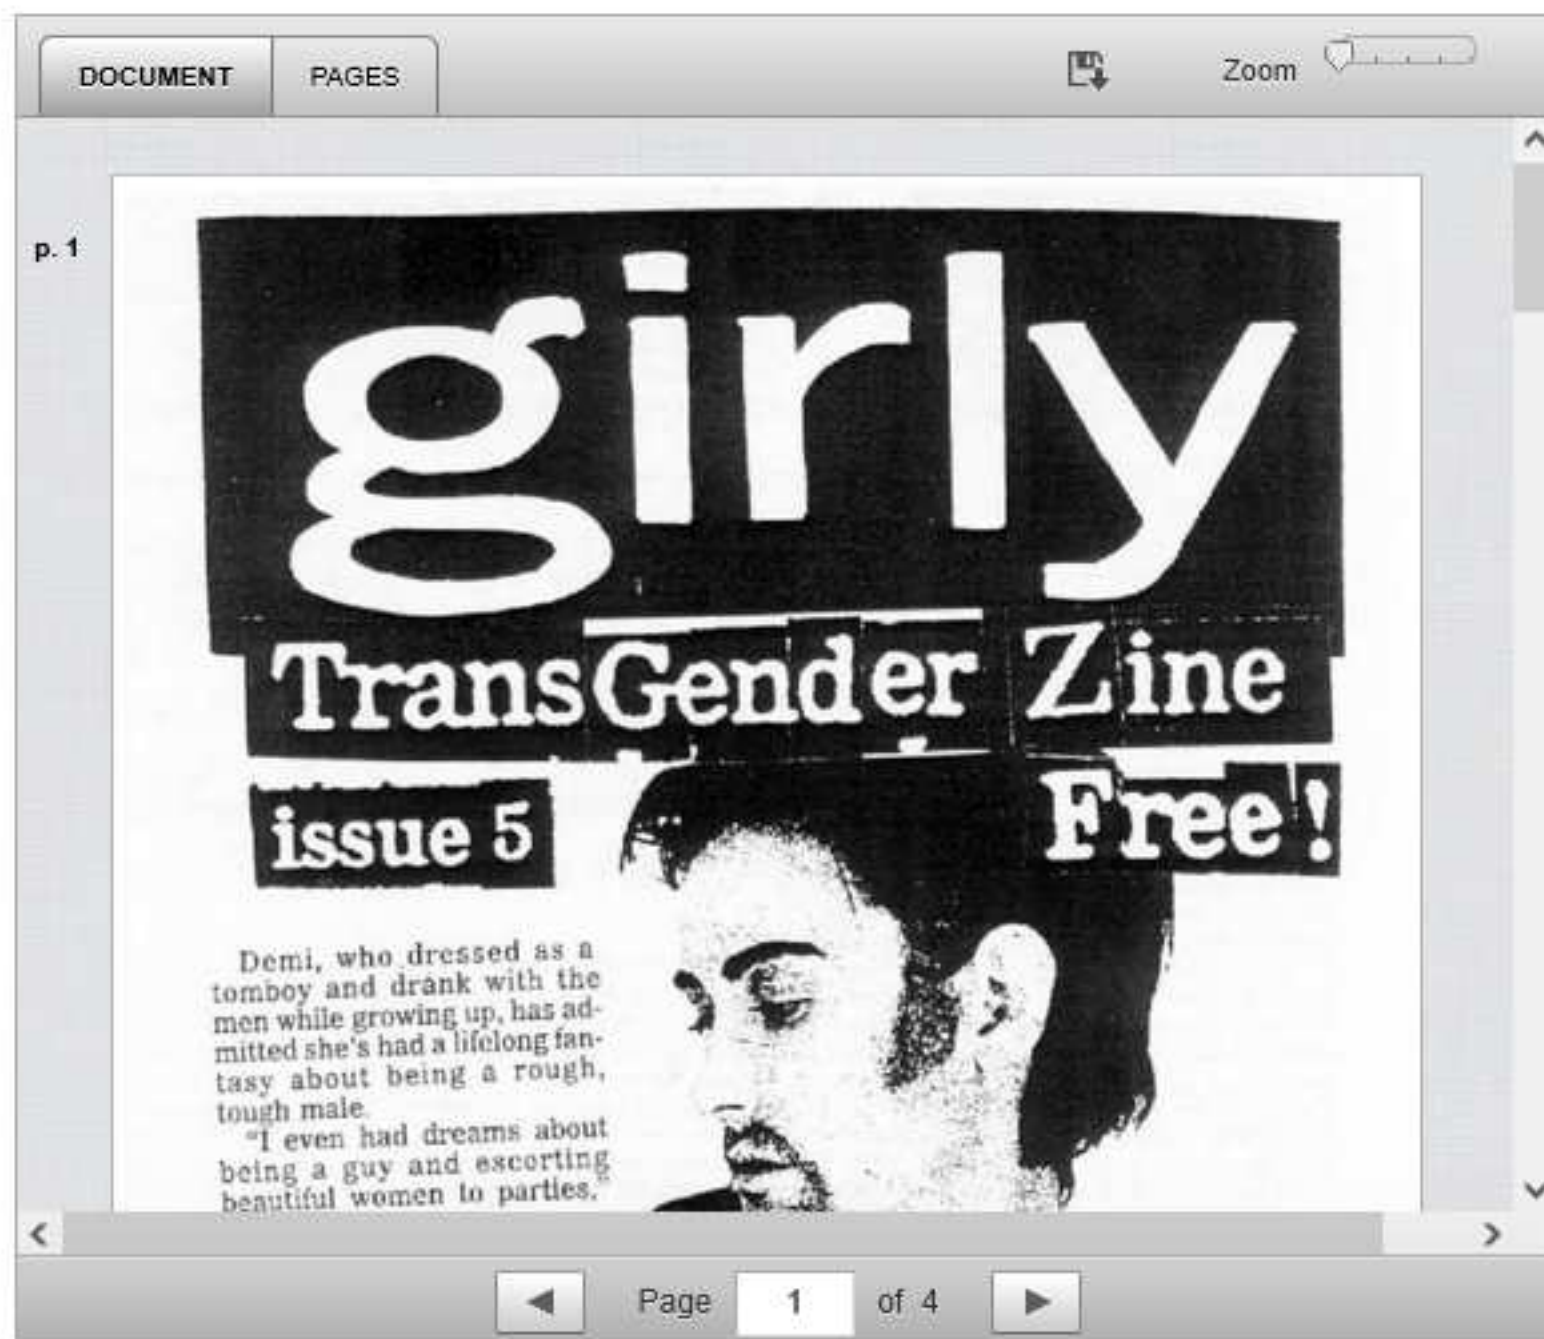 DOCUMENT PAGES Zoom
p. 1
girly
TransGender Zine
issue 5 Free!
Demi, who dressed as a
tomboy and drank with the
men while growing up, has ad-
mitted she's had a lifelong fan-
tasy about being a rough,
tough male.
"I even had dreams about
being a guy and escorting
beautiful women to parties,"
Page 1 of 4